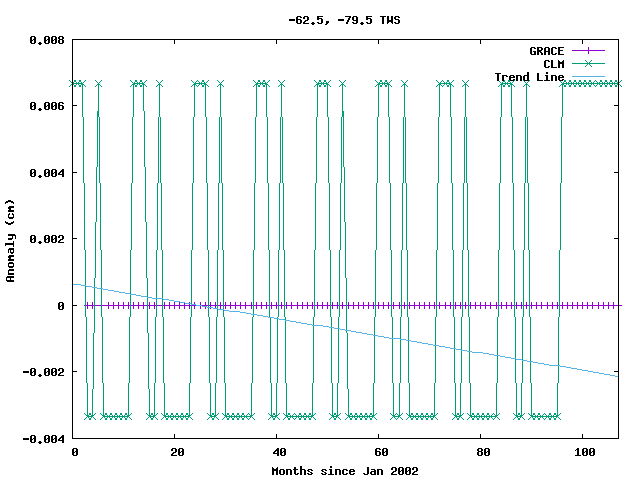 -62.5, -79.5 TWS
0.008
GRACE
CLM
Trend Line
0.006
0.004
0.002
0
-0.002
-0.004
Anomaly (cm)
0 20 40 60 80 100
Months since Jan 2002